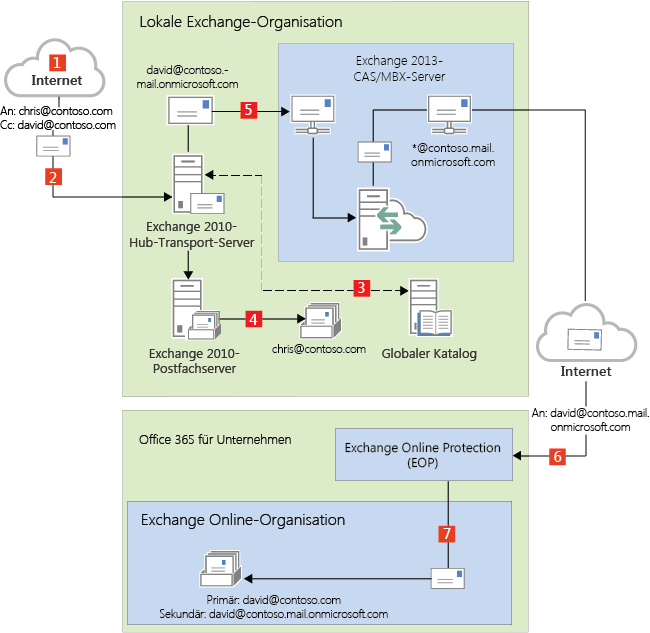 Lokale Exchange-Organisation
1
Internet
An: chris@contoso.com
Cc: david@contoso.com
2
david@contoso.-
mail.onmicrosoft.com
5
Exchange 2013-
CAS/MBX-Server
*@contoso.mail.
onmicrosoft.com
Exchange 2010-
Hub-Transport-Server
3
4
Exchange 2010-
Postfachserver
chris@contoso.com
Globaler Katalog
Internet
An: david@contoso.mail.
onmicrosoft.com
6
Office 365 für Unternehmen
Exchange Online Protection
(EOP)
7
Exchange Online-Organisation
Primär: david@contoso.com
Sekundär: david@contoso.mail.onmicrosoft.com